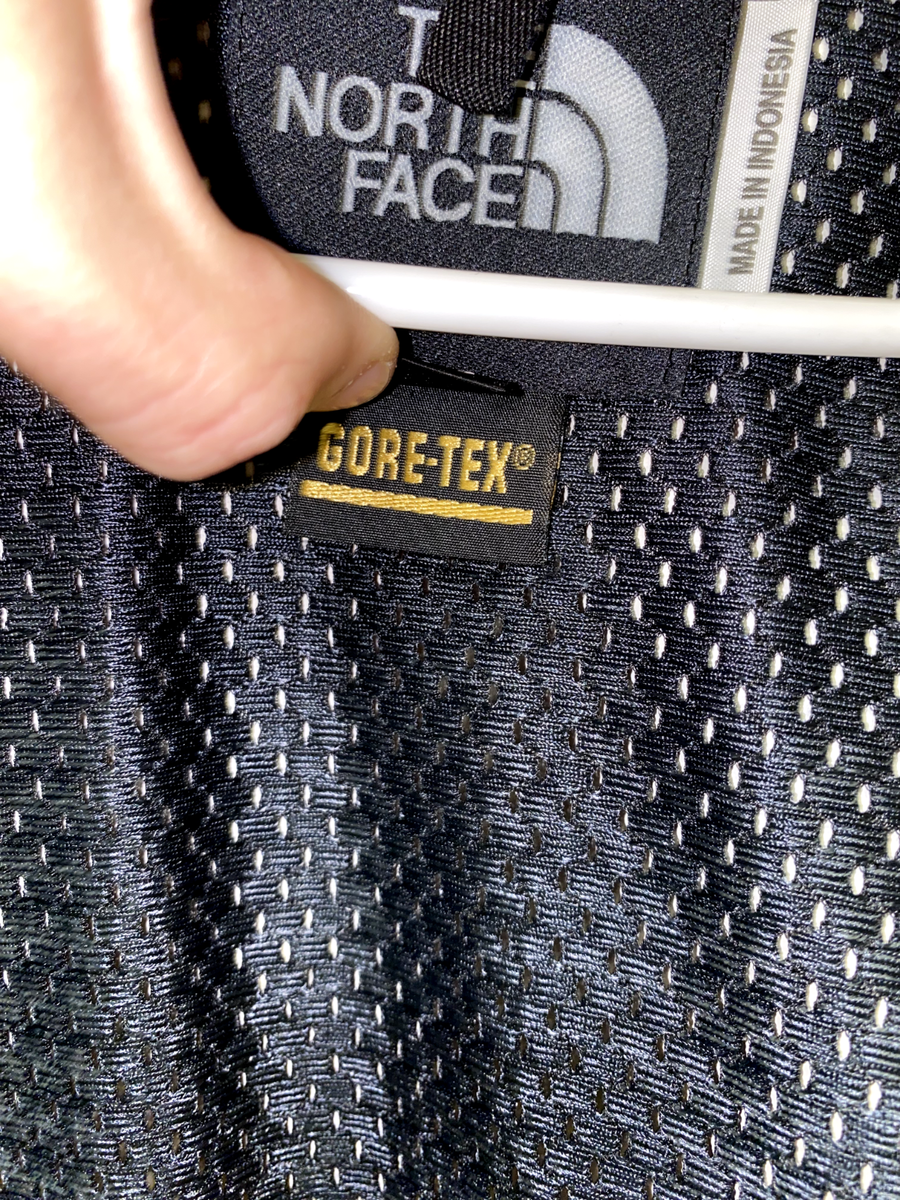 T
NORTH
FACE
MADE IN INDONESIA
GORE-TEX®